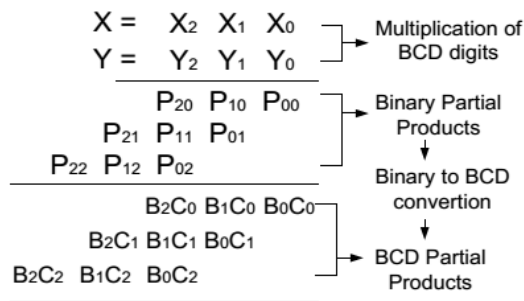 X = X₂ X₁ X₀
Y = Y₂ Y₁ Y₀
Multiplication of
BCD digits
P₂₀ P₁₀ P₀₀
P₂₁ P₁₁ P₀₁
P₂₂ P₁₂ P₀₂
Binary Partial
Products
Binary to BCD
convertion
B₂C₀ B₁C₀ B₀C₀
B₂C₁ B₁C₁ B₀C₁
B₂C₂ B₁C₂ B₀C₂
BCD Partial
Products